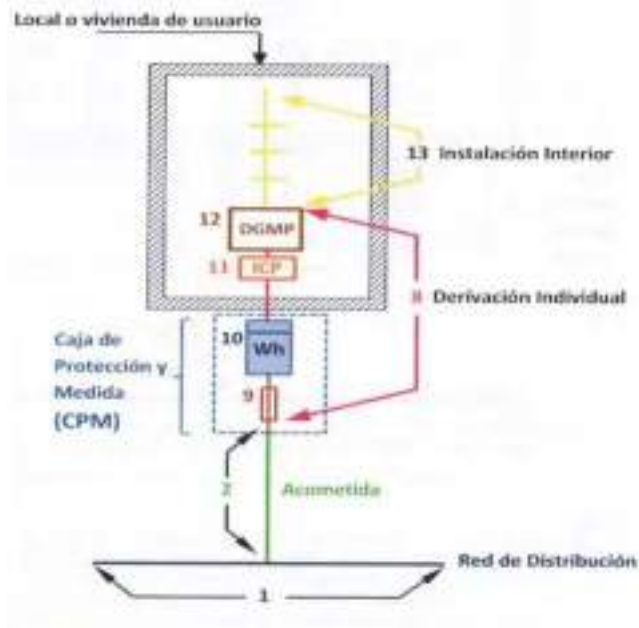 Local o vivienda de usuario
13 Instalación Interior
12
DGMP
11
ICP
8 Derivación Individual
10
Wh
Caja de
Protección y
Medida
(CPM)
9
2
Acometida
Red de Distribución
1